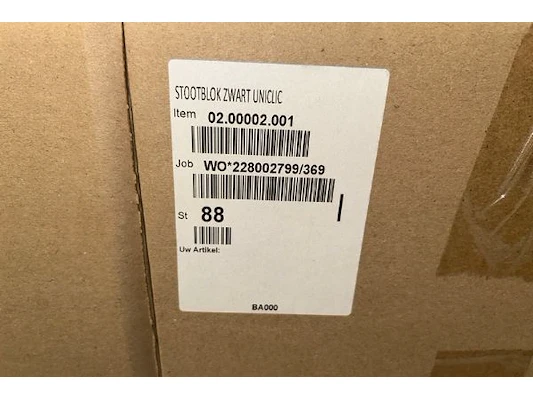 STOOTBLOK ZWART UNICLIC
Item 02.00002.001
Job WO*228002799/369
St 88
Uw Artikel:
BA000